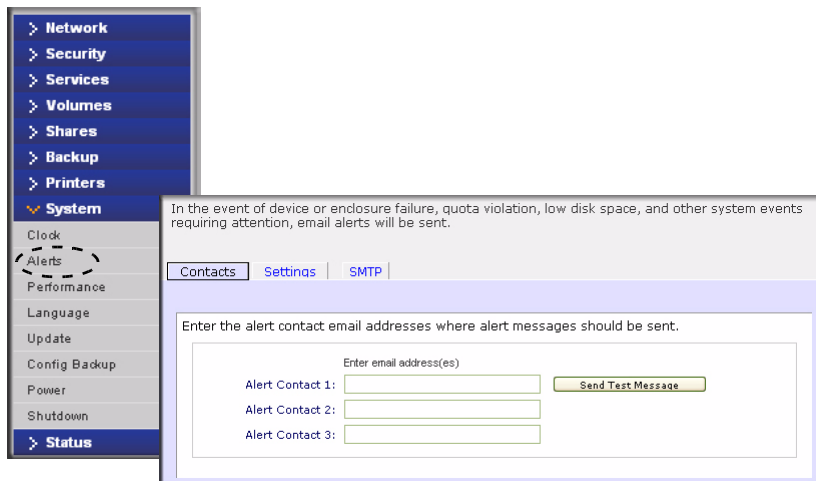 > Network
> Security
> Services
> Volumes
> Shares
> Backup
> Printers
System
Clock
Alerts
Performance
Language
Update
Config Backup
Power
Shutdown
> Status
In the event of device or enclosure failure, quota violation, low disk space, and other system events
requiring attention, email alerts will be sent.
Contacts Settings SMTP
Enter the alert contact email addresses where alert messages should be sent.
Enter email address(es)
Alert Contact 1: Send Test Message
Alert Contact 2:
Alert Contact 3: